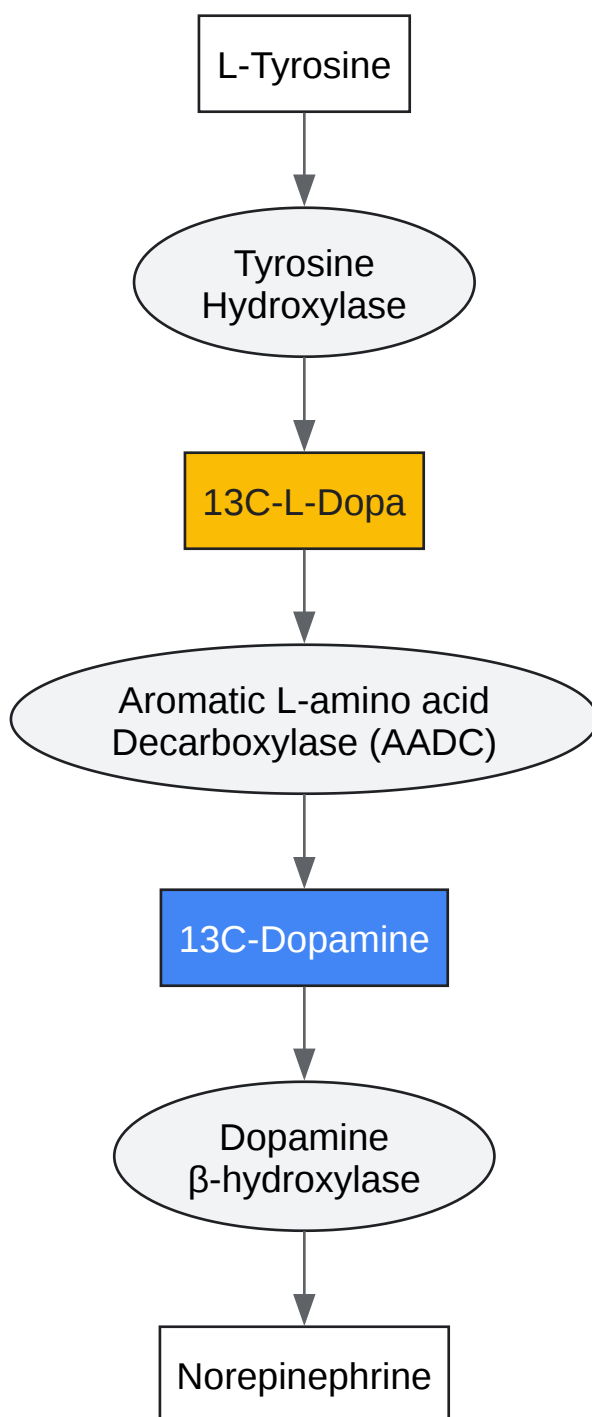 L-Tyrosine
Tyrosine
Hydroxylase
13C-L-Dopa
Aromatic L-amino acid
Decarboxylase (AADC)
13C-Dopamine
Dopamine
β-hydroxylase
Norepinephrine